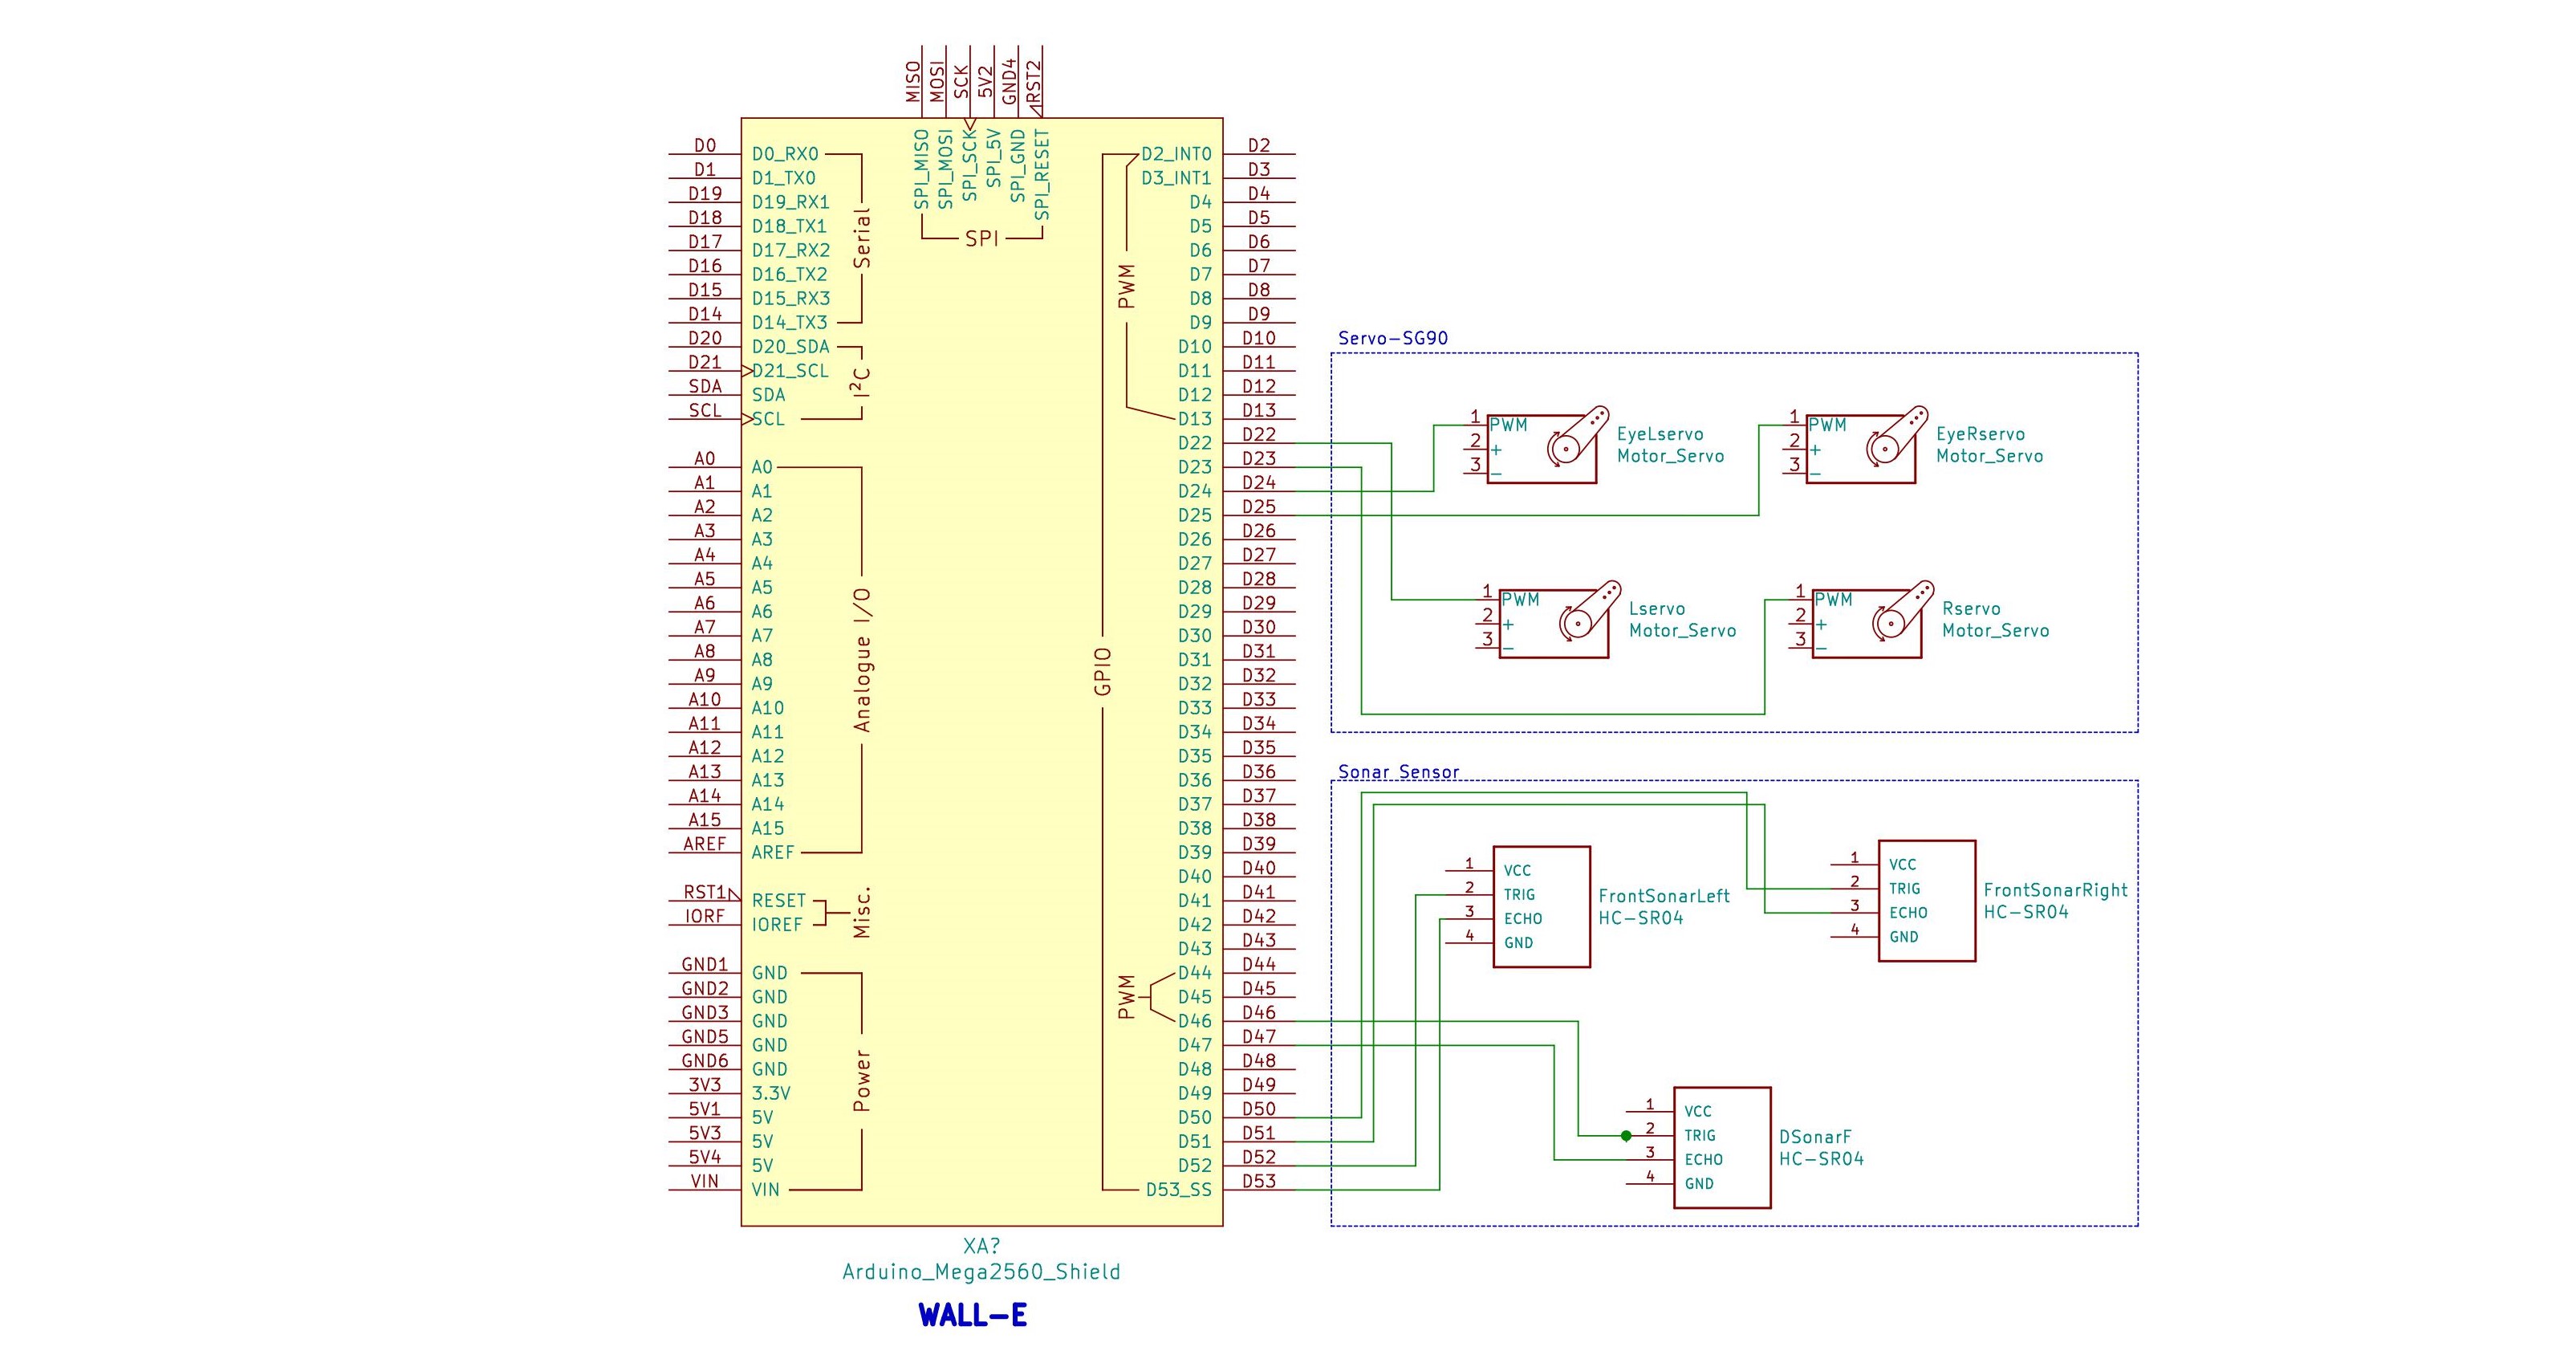 MISO
MOSI
SCK
5V2
GND4
RST2
SPI_MISO
SPI_MOSI
SPI_SCK
SPI_5V
SPI_GND
SPI_RESET
SPI
D0 D0_RX0
D1 D1_TX0
D19 D19_RX1
D18 D18_TX1
D17 D17_RX2
D16 D16_TX2
D15 D15_RX3
D14 D14_TX3
Serial
D20 D20_SDA
D21 D21_SCL
SDA SDA
SCL SCL
I²C
A0 A0
A1 A1
A2 A2
A3 A3
A4 A4
A5 A5
A6 A6
A7 A7
A8 A8
A9 A9
A10 A10
A11 A11
A12 A12
A13 A13
A14 A14
A15 A15
AREF AREF
Analogue I/O
RST1 RESET
IORF IOREF
Misc.
GND1 GND
GND2 GND
GND3 GND
GND5 GND
GND6 GND
3V3 3.3V
5V1 5V
5V3 5V
5V4 5V
VIN VIN
Power
PWM
GPIO
PWM
D2_INT0 D2
D3_INT1 D3
D4 D4
D5 D5
D6 D6
D7 D7
D8 D8
D9 D9
D10 D10
D11 D11
D12 D12
D13 D13
D22 D22
D23 D23
D24 D24
D25 D25
D26 D26
D27 D27
D28 D28
D29 D29
D30 D30
D31 D31
D32 D32
D33 D33
D34 D34
D35 D35
D36 D36
D37 D37
D38 D38
D39 D39
D40 D40
D41 D41
D42 D42
D43 D43
D44 D44
D45 D45
D46 D46
D47 D47
D48 D48
D49 D49
D50 D50
D51 D51
D52 D52
D53_SS D53
XA?
Arduino_Mega2560_Shield
WALL-E
Servo-SG90
1 PWM
2 +
3 -
EyeLservo
Motor_Servo
1 PWM
2 +
3 -
EyeRservo
Motor_Servo
1 PWM
2 +
3 -
Lservo
Motor_Servo
1 PWM
2 +
3 -
Rservo
Motor_Servo
Sonar Sensor
1 VCC
2 TRIG
3 ECHO
4 GND
FrontSonarLeft
HC-SR04
1 VCC
2 TRIG
3 ECHO
4 GND
FrontSonarRight
HC-SR04
1 VCC
2 TRIG
3 ECHO
4 GND
DSonarF
HC-SR04